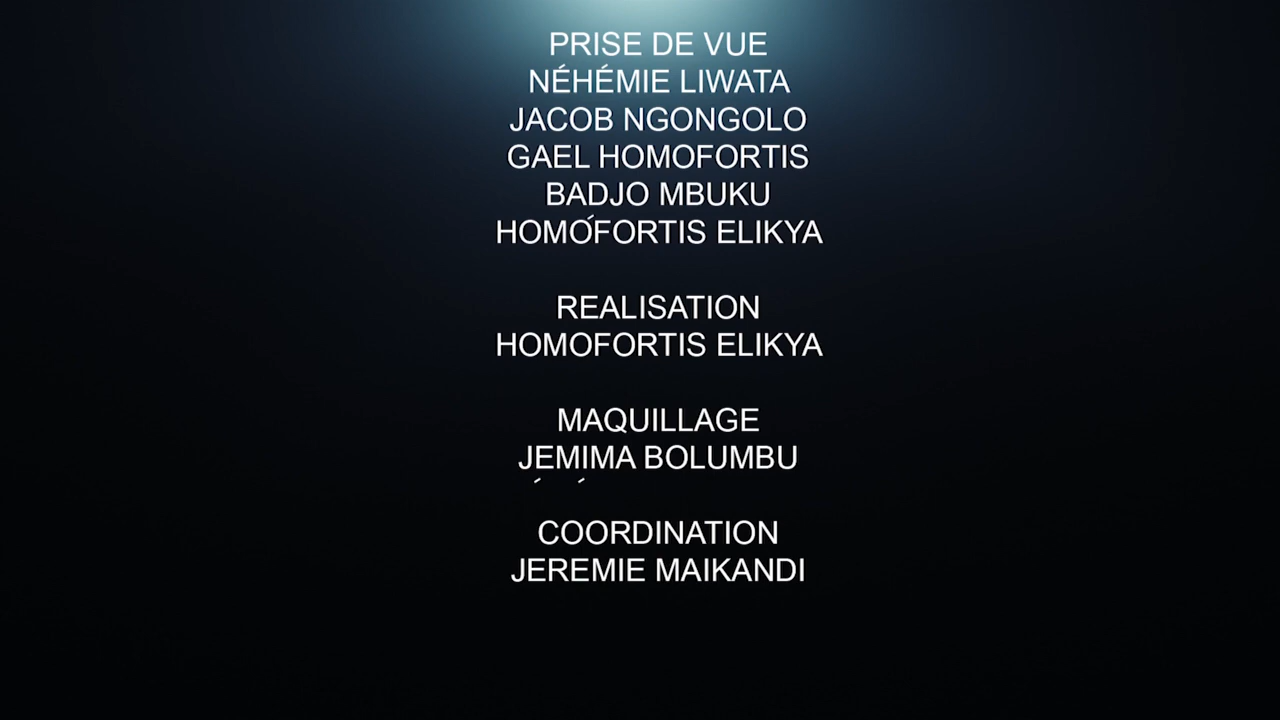 PRISE DE VUE
NÉHÉMIE LIWATA
JACOB NGONGOLO
GAEL HOMOFORTIS
BADJO MBUKU
HOMOFORTIS ELIKYA
REALISATION
HOMOFORTIS ELIKYA
MAQUILLAGE
JEMIMA BOLUMBU
COORDINATION
JEREMIE MAIKANDI